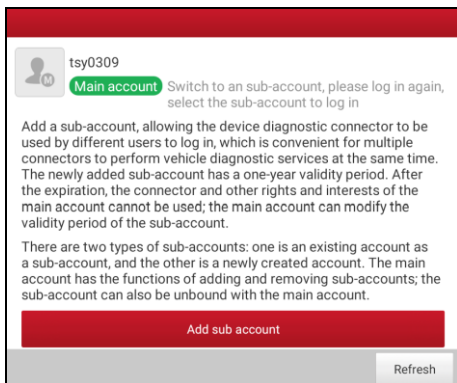 tsy0309
Main account Switch to an sub-account, please log in again,
select the sub-account to log in
Add a sub-account, allowing the device diagnostic connector to be
used by different users to log in, which is convenient for multiple
connectors to perform vehicle diagnostic services at the same time.
The newly added sub-account has a one-year validity period. After
the expiration, the connector and other rights and interests of the
main account cannot be used; the main account can modify the
validity period of the sub-account.
There are two types of sub-accounts: one is an existing account as
a sub-account, and the other is a newly created account. The main
account has the functions of adding and removing sub-accounts; the
sub-account can also be unbound with the main account.
Add sub account
Refresh